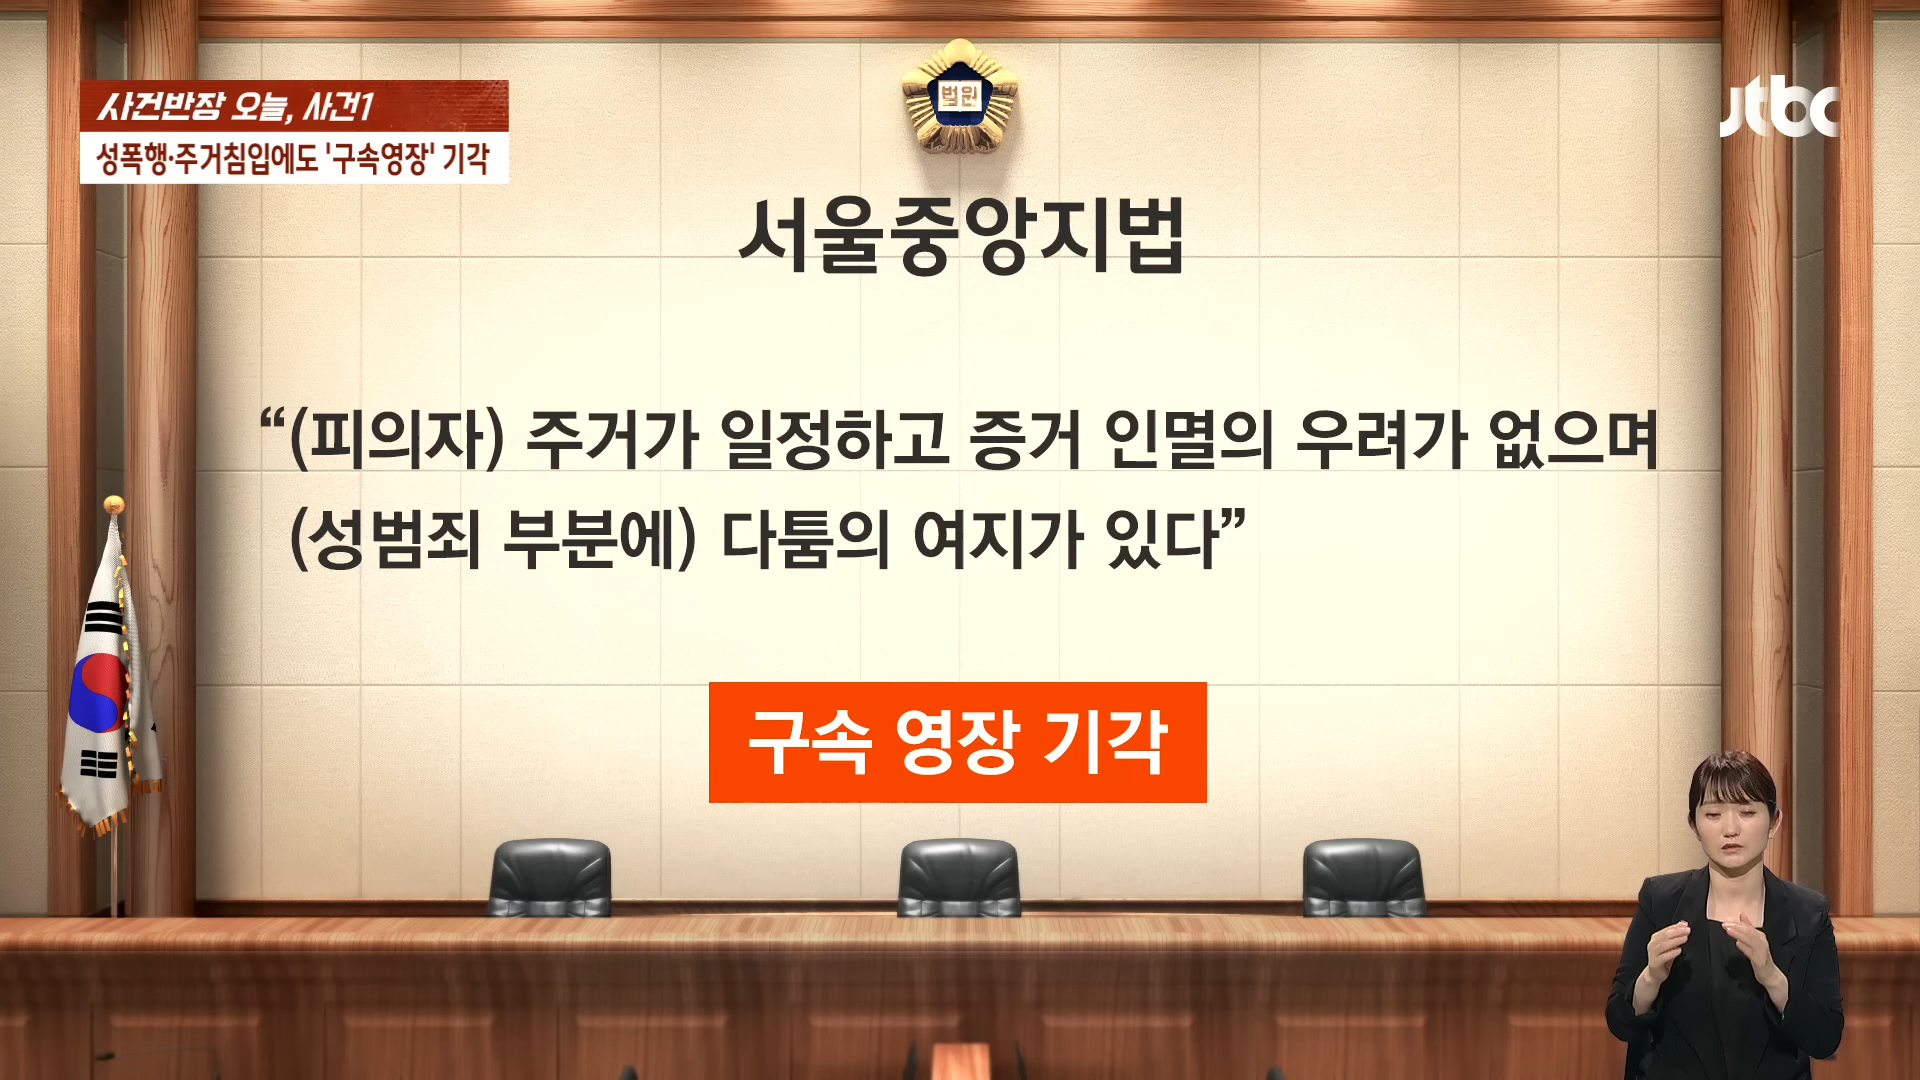 사건반장 오늘, 사건1
성폭행·주거침입에도 '구속영장' 기각
jtbc
법원
서울중앙지법
“(피의자) 주거가 일정하고 증거 인멸의 우려가 없으며
(성범죄 부분에) 다툼의 여지가 있다”
구속 영장 기각